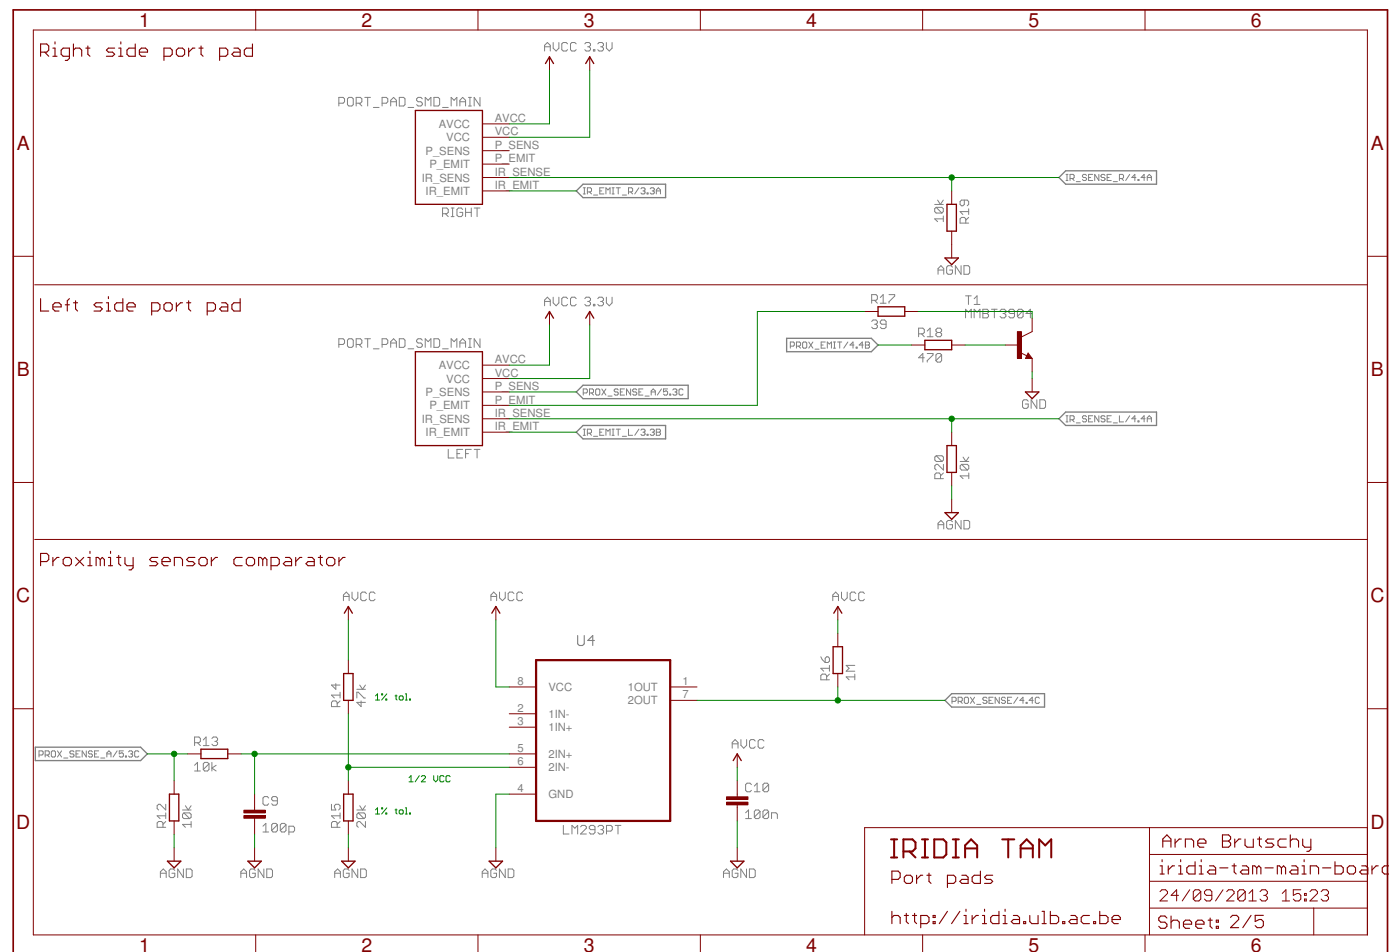 1 2 3 4 5 6
Right side port pad
AVCC 3.3V
PORT_PAD_SMD_MAIN
AVCC AVCC
VCC VCC
P_SENS P_SENS
P_EMIT P_EMIT
IR_SENS IR_SENSE
IR_EMIT IR_EMIT
IR_EMIT_R/3.3A
IR_SENSE_R/4.4A
RIGHT
10k R19
AGND
A A
Left side port pad
AVCC 3.3V
PORT_PAD_SMD_MAIN
AVCC AVCC
VCC VCC
P_SENS P_SENS
P_EMIT P_EMIT
IR_SENS IR_SENSE
IR_EMIT IR_EMIT
PROX_SENSE_A/5.3C
IR_EMIT_L/3.3B
LEFT
R17
39
T1
MMBT3904
PROX_EMIT/4.4B
R18
470
GND
IR_SENSE_L/4.4A
R20 10k
AGND
B B
Proximity sensor comparator
AVCC AVCC AVCC
U4
R14 47k 1% tol.
8 VCC 1OUT 1
2OUT 7
2 1IN-
3 1IN+
5 2IN+
6 2IN-
4 GND
LM293PT
R16 1M
PROX_SENSE/4.4C
PROX_SENSE_A/5.3C
R13
10k
1/2 VCC
R12 10k
C9
100p
R15 20k 1% tol.
AVCC
C10
100n
AGND AGND AGND AGND AGND
C C
D D
IRIDIA TAM
Port pads
http://iridia.ulb.ac.be
Arne Brutschy
iridia-tam-main-board
24/09/2013 15:23
Sheet: 2/5
1 2 3 4 5 6